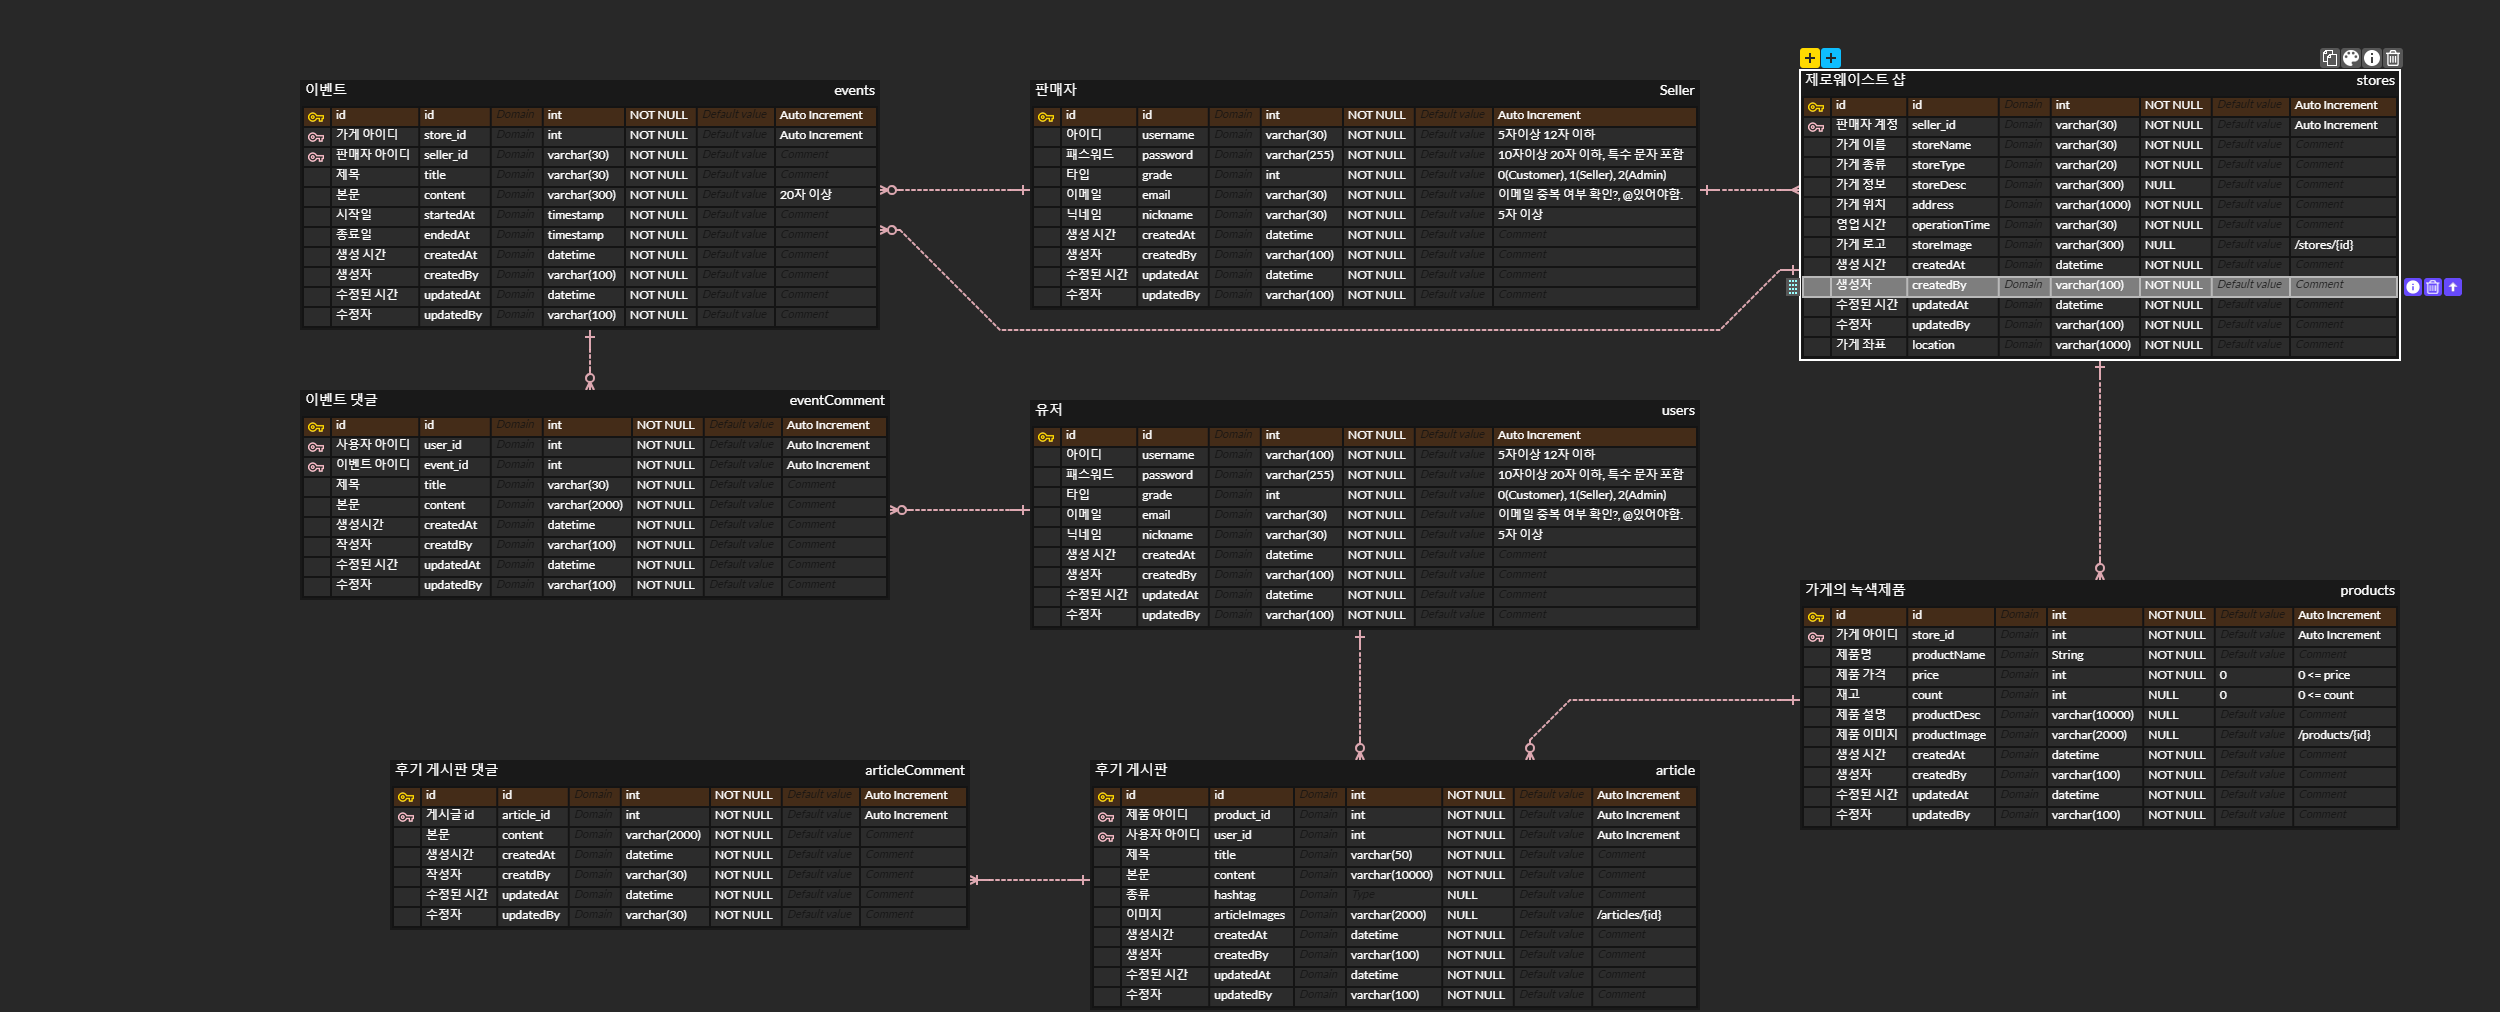 이벤트 events
id id Domain int NOT NULL Default value Auto Increment
가게 아이디 store_id Domain int NOT NULL Default value Auto Increment
판매자 아이디 seller_id Domain varchar(30) NOT NULL Default value Comment
제목 title Domain varchar(30) NOT NULL Default value Comment
본문 content Domain varchar(300) NOT NULL Default value 20자 이상
시작일 startedAt Domain timestamp NOT NULL Default value Comment
종료일 endedAt Domain timestamp NOT NULL Default value Comment
생성 시간 createdAt Domain datetime NOT NULL Default value Comment
생성자 createdBy Domain varchar(100) NOT NULL Default value Comment
수정된 시간 updatedAt Domain datetime NOT NULL Default value Comment
수정자 updatedBy Domain varchar(100) NOT NULL Default value Comment
판매자 Seller
id id Domain int NOT NULL Default value Auto Increment
아이디 username Domain varchar(30) NOT NULL Default value 5자이상 12자 이하
패스워드 password Domain varchar(255) NOT NULL Default value 10자이상 20자 이하, 특수 문자 포함
타입 grade Domain int NOT NULL Default value 0(Customer), 1(Seller), 2(Admin)
이메일 email Domain varchar(30) NOT NULL Default value 이메일 중복 여부 확인?, @있어야함.
닉네임 nickname Domain varchar(30) NOT NULL Default value 5자 이상
생성 시간 createdAt Domain datetime NOT NULL Default value Comment
생성자 createdBy Domain varchar(100) NOT NULL Default value Comment
수정된 시간 updatedAt Domain datetime NOT NULL Default value Comment
수정자 updatedBy Domain varchar(100) NOT NULL Default value Comment
제로웨이스트 샵 stores
id id Domain int NOT NULL Default value Auto Increment
판매자 계정 seller_id Domain varchar(30) NOT NULL Default value Auto Increment
가게 이름 storeName Domain varchar(30) NOT NULL Default value Comment
가게 종류 storeType Domain varchar(20) NOT NULL Default value Comment
가게 정보 storeDesc Domain varchar(300) NULL Default value Comment
가게 위치 address Domain varchar(1000) NOT NULL Default value Comment
영업 시간 operationTime Domain varchar(30) NOT NULL Default value Comment
가게 로고 storeImage Domain varchar(300) NULL Default value /stores/{id}
생성 시간 createdAt Domain datetime NOT NULL Default value Comment
생성자 createdBy Domain varchar(100) NOT NULL Default value Comment
수정된 시간 updatedAt Domain datetime NOT NULL Default value Comment
수정자 updatedBy Domain varchar(100) NOT NULL Default value Comment
가게 좌표 location Domain varchar(1000) NOT NULL Default value Comment
이벤트 댓글 eventComment
id id Domain int NOT NULL Default value Auto Increment
사용자 아이디 user_id Domain int NOT NULL Default value Auto Increment
이벤트 아이디 event_id Domain int NOT NULL Default value Auto Increment
제목 title Domain varchar(30) NOT NULL Default value Comment
본문 content Domain varchar(2000) NOT NULL Default value Comment
생성시간 createdAt Domain datetime NOT NULL Default value Comment
작성자 creatdBy Domain varchar(100) NOT NULL Default value Comment
수정된 시간 updatedAt Domain datetime NOT NULL Default value Comment
수정자 updatedBy Domain varchar(100) NOT NULL Default value Comment
유저 users
id id Domain int NOT NULL Default value Auto Increment
아이디 username Domain varchar(100) NOT NULL Default value 5자이상 12자 이하
패스워드 password Domain varchar(255) NOT NULL Default value 10자이상 20자 이하, 특수 문자 포함
타입 grade Domain int NOT NULL Default value 0(Customer), 1(Seller), 2(Admin)
이메일 email Domain varchar(30) NOT NULL Default value 이메일 중복 여부 확인?, @있어야함.
닉네임 nickname Domain varchar(30) NOT NULL Default value 5자 이상
생성 시간 createdAt Domain datetime NOT NULL Default value Comment
생성자 createdBy Domain varchar(100) NOT NULL Default value Comment
수정된 시간 updatedAt Domain datetime NOT NULL Default value Comment
수정자 updatedBy Domain varchar(100) NOT NULL Default value Comment
가게의 녹색제품 products
id id Domain int NOT NULL Default value Auto Increment
가게 아이디 store_id Domain int NOT NULL Default value Auto Increment
제품명 productName Domain String NOT NULL Default value Comment
제품 가격 price Domain int NOT NULL 0 0 <= price
재고 count Domain int NULL 0 0 <= count
제품 설명 productDesc Domain varchar(10000) NULL Default value Comment
제품 이미지 productImage Domain varchar(2000) NULL Default value /products/{id}
생성 시간 createdAt Domain datetime NOT NULL Default value Comment
생성자 createdBy Domain varchar(100) NOT NULL Default value Comment
수정된 시간 updatedAt Domain datetime NOT NULL Default value Comment
수정자 updatedBy Domain varchar(100) NOT NULL Default value Comment
후기 게시판 댓글 articleComment
id id Domain int NOT NULL Default value Auto Increment
게시글 id article_id Domain int NOT NULL Default value Auto Increment
본문 content Domain varchar(2000) NOT NULL Default value Comment
생성시간 createdAt Domain datetime NOT NULL Default value Comment
작성자 creatdBy Domain varchar(30) NOT NULL Default value Comment
수정된 시간 updatedAt Domain datetime NOT NULL Default value Comment
수정자 updatedBy Domain varchar(30) NOT NULL Default value Comment
후기 게시판 article
id id Domain int NOT NULL Default value Auto Increment
제품 아이디 product_id Domain int NOT NULL Default value Auto Increment
사용자 아이디 user_id Domain int NOT NULL Default value Auto Increment
제목 title Domain varchar(50) NOT NULL Default value Comment
본문 content Domain varchar(10000) NOT NULL Default value Comment
종류 hashtag Domain Type NULL Default value Comment
이미지 articleImages Domain varchar(2000) NULL Default value /articles/{id}
생성시간 createdAt Domain datetime NOT NULL Default value Comment
생성자 createdBy Domain varchar(100) NOT NULL Default value Comment
수정된 시간 updatedAt Domain datetime NOT NULL Default value Comment
수정자 updatedBy Domain varchar(100) NOT NULL Default value Comment